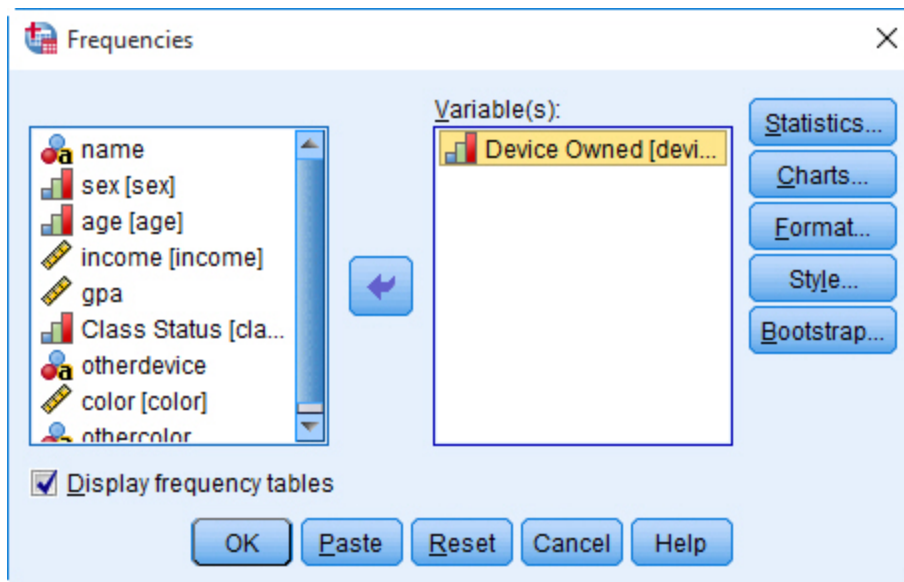 Frequencies
name
sex [sex]
age [age]
income [income]
gpa
Class Status [cla...
otherdevice
color [color]
othercolor
Variable(s):
Device Owned [devi...
Statistics...
Charts...
Format...
Style...
Bootstrap...
Display frequency tables
OK Paste Reset Cancel Help